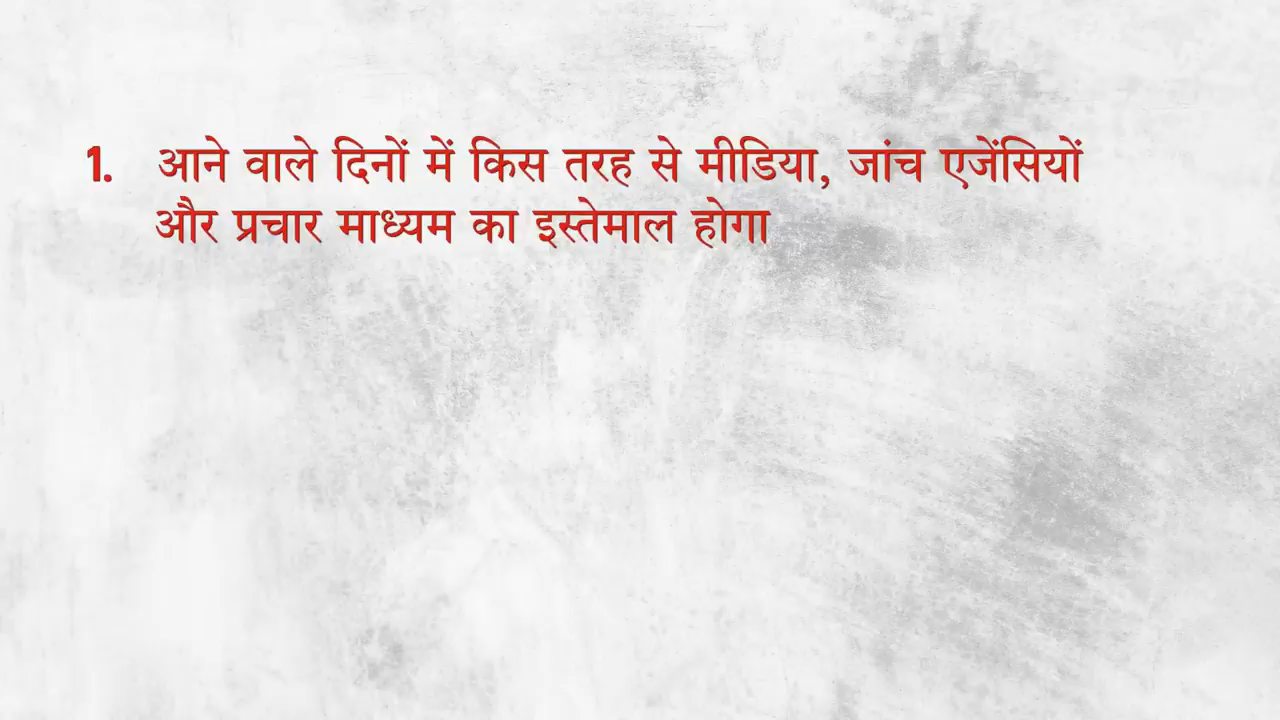 1. आने वाले दिनों में किस तरह से मीडिया, जांच एजेंसियों
और प्रचार माध्यम का इस्तेमाल होगा